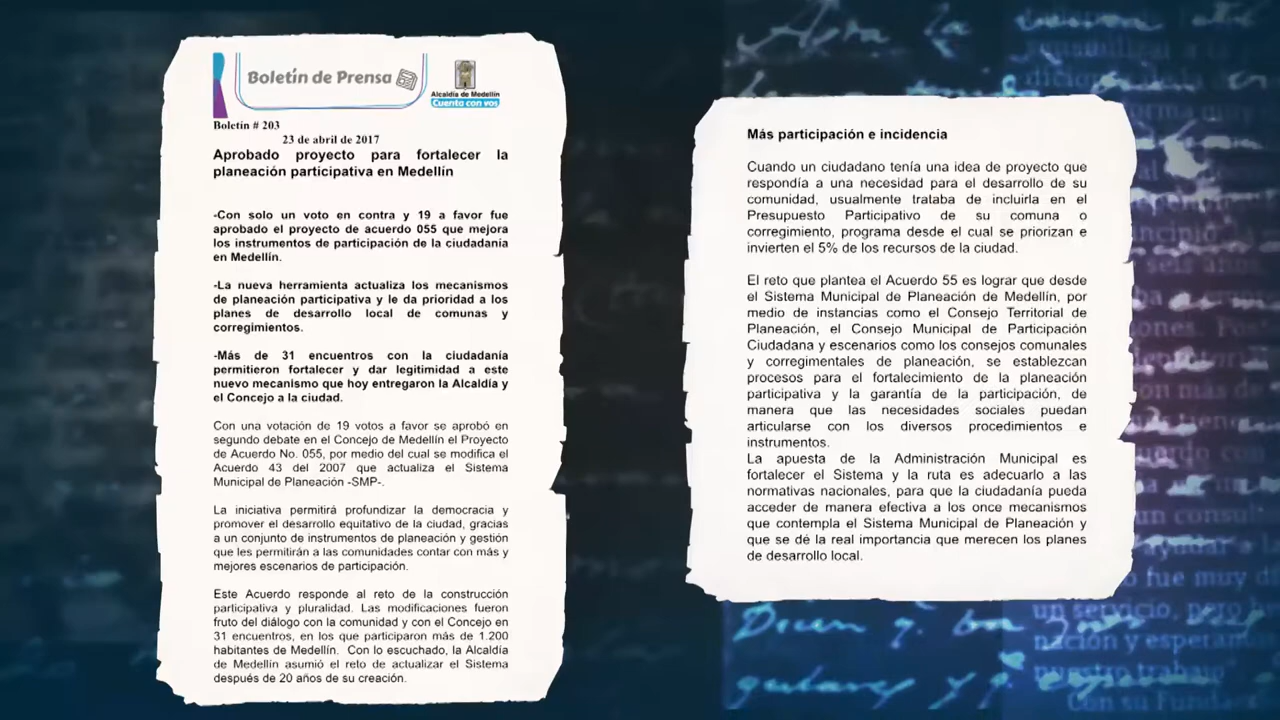 Boletín de Prensa
Alcaldía de Medellín
Cuenta con vos
Boletín # 203
23 de abril de 2017
Aprobado proyecto para fortalecer la
planeación participativa en Medellín
-Con solo un voto en contra y 19 a favor fue
aprobado el proyecto de acuerdo 055 que mejora
los instrumentos de participación de la ciudadanía
en Medellín.
-La nueva herramienta actualiza los mecanismos
de planeación participativa y le da prioridad a los
planes de desarrollo local de comunas y
corregimientos.
-Más de 31 encuentros con la ciudadanía
permitieron fortalecer y dar legitimidad a este
nuevo mecanismo que hoy entregaron la Alcaldía y
el Concejo a la ciudad.
Con una votación de 19 votos a favor se aprobó en
segundo debate en el Concejo de Medellín el Proyecto
de Acuerdo No. 055, por medio del cual se modifica el
Acuerdo 43 del 2007 que actualiza el Sistema
Municipal de Planeación -SMP-.
La iniciativa permitirá profundizar la democracia y
promover el desarrollo equitativo de la ciudad, gracias
a un conjunto de instrumentos de planeación y gestión
que les permitirán a las comunidades contar con más y
mejores escenarios de participación.
Este Acuerdo responde al reto de la construcción
participativa y pluralidad. Las modificaciones fueron
fruto del diálogo con la comunidad y con el Concejo en
31 encuentros, en los que participaron más de 1.200
habitantes de Medellín. Con lo escuchado, la Alcaldía
de Medellín asumió el reto de actualizar el Sistema
después de 20 años de su creación.
Más participación e incidencia
Cuando un ciudadano tenía una idea de proyecto que
respondía a una necesidad para el desarrollo de su
comunidad, usualmente trataba de incluirla en el
Presupuesto Participativo de su comuna o
corregimiento, programa desde el cual se priorizan e
invierten el 5% de los recursos de la ciudad.
El reto que plantea el Acuerdo 55 es lograr que desde
el Sistema Municipal de Planeación de Medellín, por
medio de instancias como el Consejo Territorial de
Planeación, el Consejo Municipal de Participación
Ciudadana y escenarios como los consejos comunales
y corregimentales de planeación, se establezcan
procesos para el fortalecimiento de la planeación
participativa y la garantía de la participación, de
manera que las necesidades sociales puedan
articularse con los diversos procedimientos e
instrumentos.
La apuesta de la Administración Municipal es
fortalecer el Sistema y la ruta es adecuarlo a las
normativas nacionales, para que la ciudadanía pueda
acceder de manera efectiva a los once mecanismos
que contempla el Sistema Municipal de Planeación y
que se dé la real importancia que merecen los planes
de desarrollo local.
fue muy
un servicio, pero
nación y
nuestro trabajo
Con su